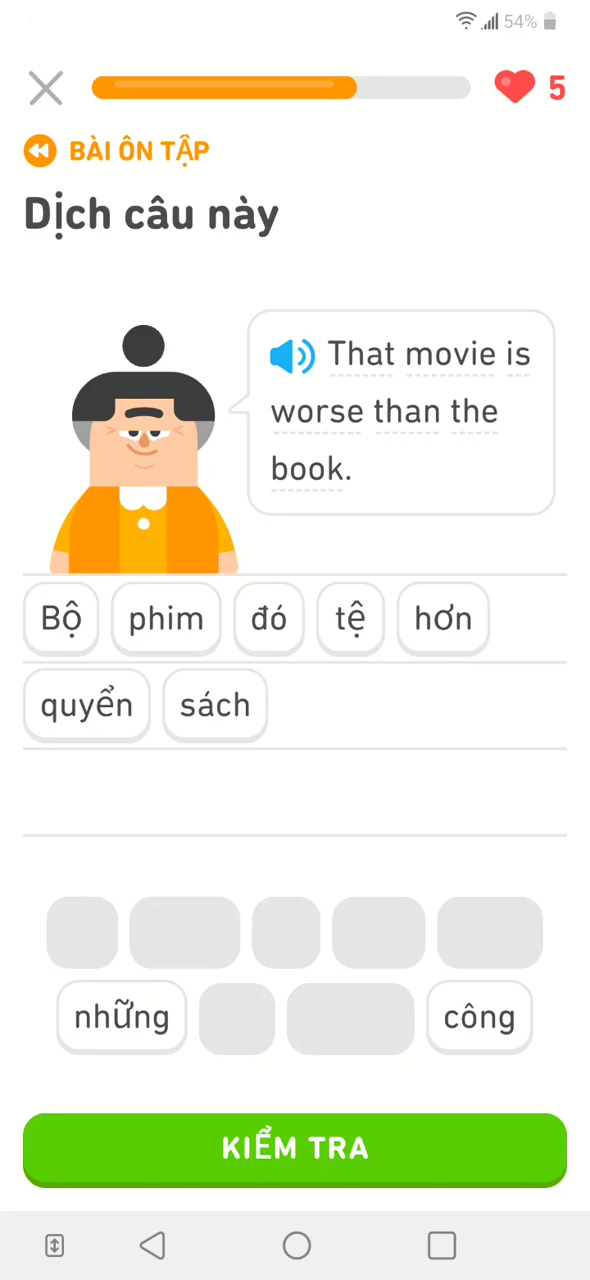 54%
5
BÀI ÔN TẬP
Dịch câu này
That movie is
worse than the
book.
Bộ phim đó tệ hơn
quyển sách
những công
KIỂM TRA